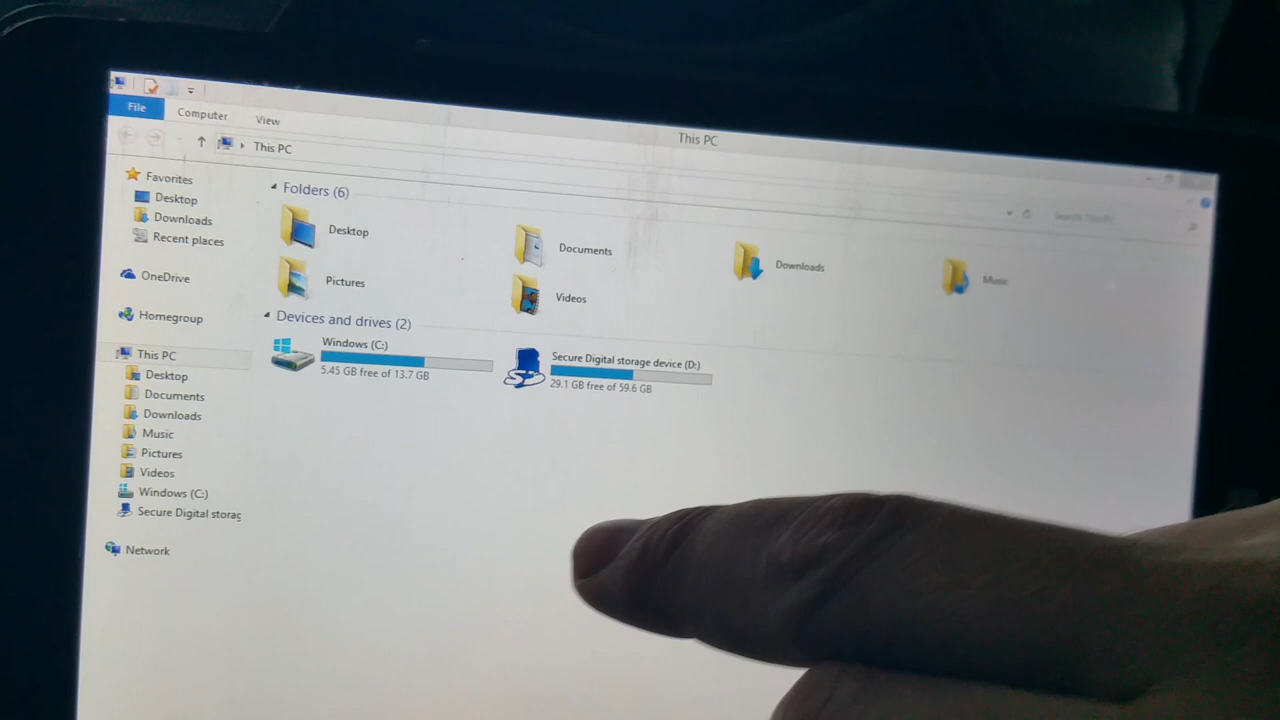 This PC
File Computer View
This PC
Search This PC
Favorites
Desktop
Downloads
Recent places
OneDrive
Homegroup
This PC
Desktop
Documents
Downloads
Music
Pictures
Videos
Windows (C:)
Secure Digital storag
Network
Folders (6)
Desktop
Documents
Downloads
Music
Pictures
Videos
Devices and drives (2)
Windows (C:)
5.45 GB free of 13.7 GB
Secure Digital storage device (D:)
29.1 GB free of 59.6 GB